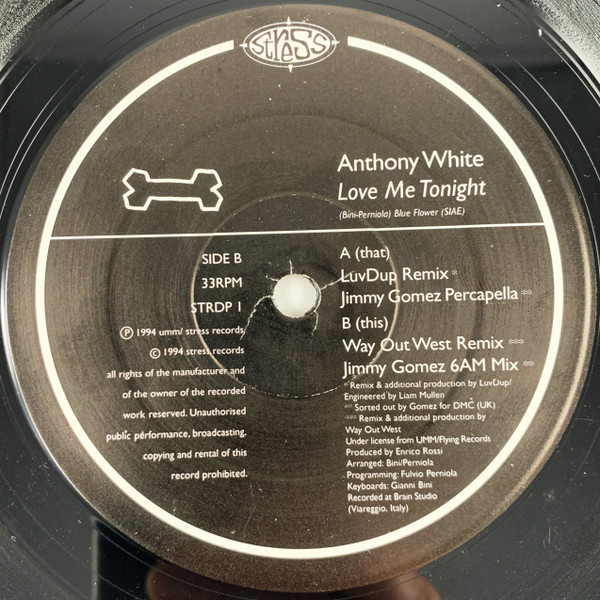 stress
Anthony White
Love Me Tonight
(Bini-Perniola) Blue Flower (SIAE)
SIDE B
33RPM
STRDP 1
℗ 1994 umm/ stress records
© 1994 stress records
all rights of the manufacturer and
of the owner of the recorded
work reserved. Unauthorised
public performance, broadcasting,
copying and rental of this
record prohibited.
A (that)
LuvDup Remix *
Jimmy Gomez Percapella **
B (this)
Way Out West Remix ***
Jimmy Gomez 6AM Mix **
* Remix & additional production by LuvDup/
Engineered by Liam Mullen
** Sorted out by Gomez for DMC (UK)
*** Remix & additional production by
Way Out West
Under license from UMM/Flying Records
Produced by Enrico Rossi
Arranged: Bini/Perniola
Programming: Fulvio Perniola
Keyboards: Gianni Bini
Recorded at Brain Studio
(Viareggio, Italy)